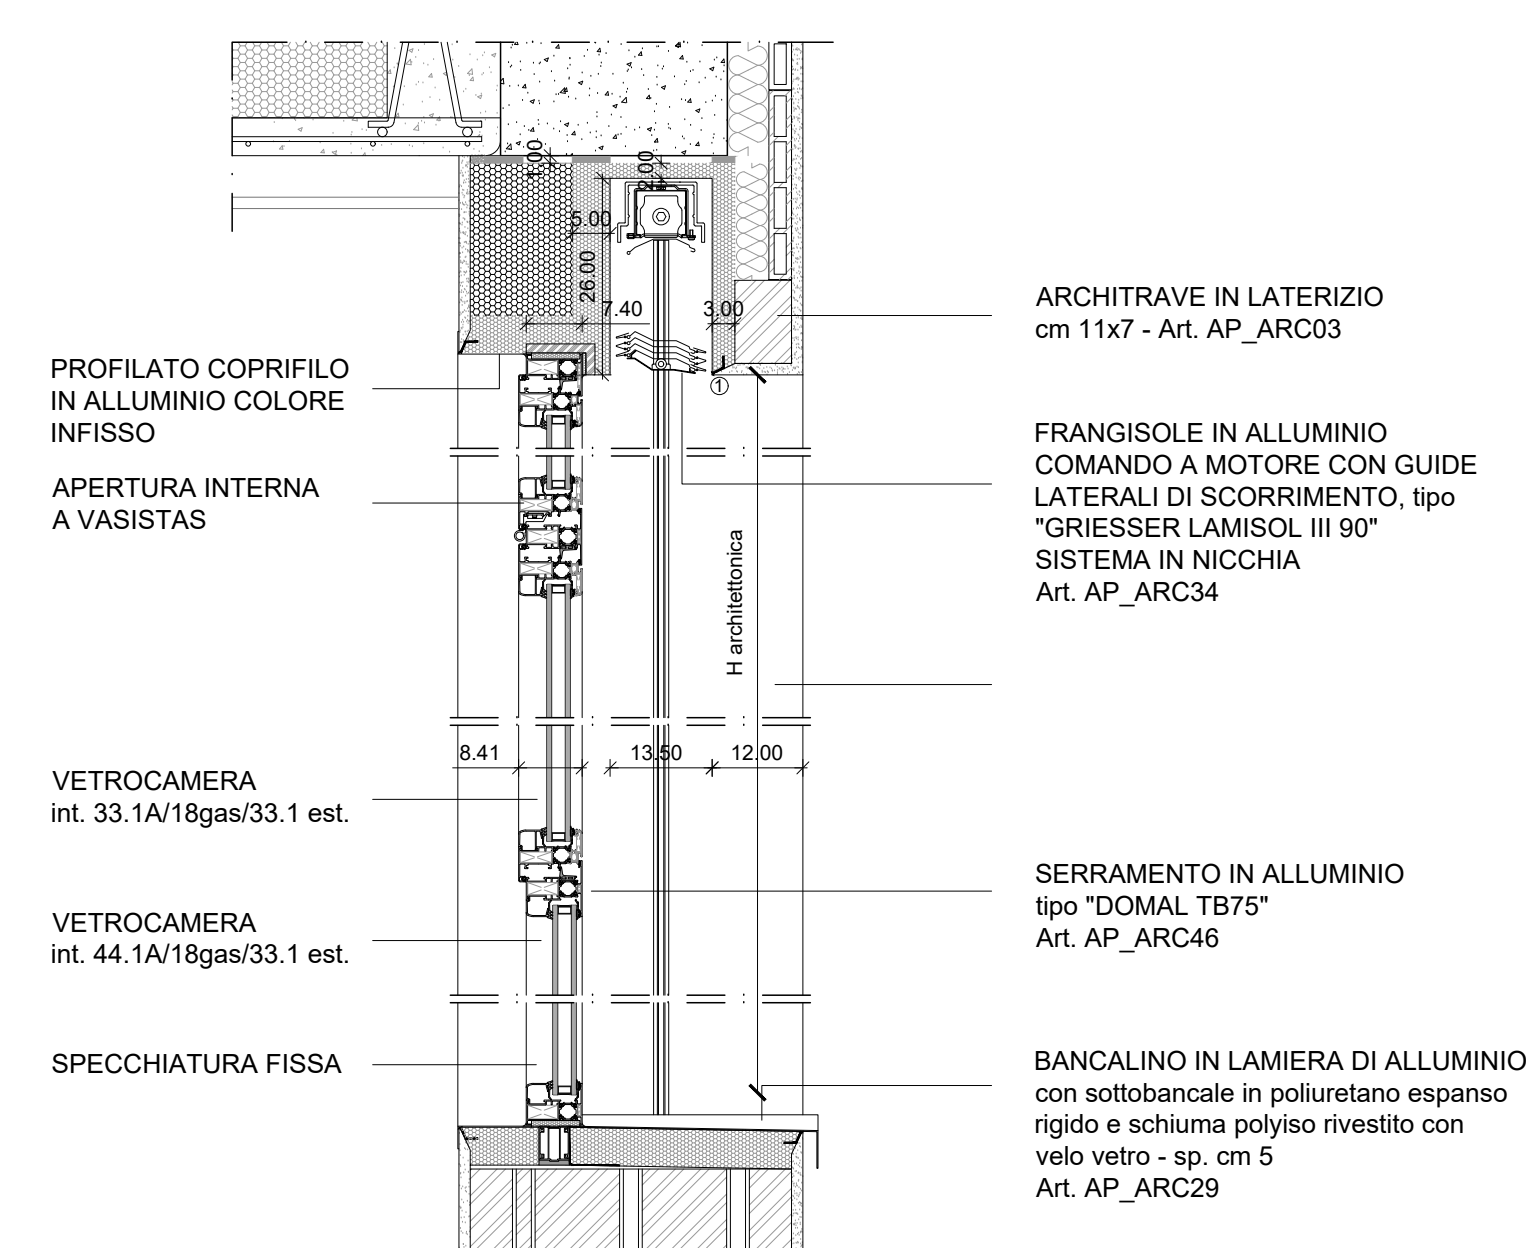 1.00
2.00
5.00
26.00
7.40
3.00
ARCHITRAVE IN LATERIZIO
cm 11x7 - Art. AP_ARC03
PROFILATO COPRIFILO
IN ALLUMINIO COLORE
INFISSO
1
FRANGISOLE IN ALLUMINIO
COMANDO A MOTORE CON GUIDE
LATERALI DI SCORRIMENTO, tipo
"GRIESSER LAMISOL III 90"
SISTEMA IN NICCHIA
Art. AP_ARC34
APERTURA INTERNA
A VASISTAS
H architettonica
8.41
13.50
12.00
VETROCAMERA
int. 33.1A/18gas/33.1 est.
SERRAMENTO IN ALLUMINIO
tipo "DOMAL TB75"
Art. AP_ARC46
VETROCAMERA
int. 44.1A/18gas/33.1 est.
SPECCHIATURA FISSA
BANCALINO IN LAMIERA DI ALLUMINIO
con sottobancale in poliuretano espanso
rigido e schiuma polyiso rivestito con
velo vetro - sp. cm 5
Art. AP_ARC29